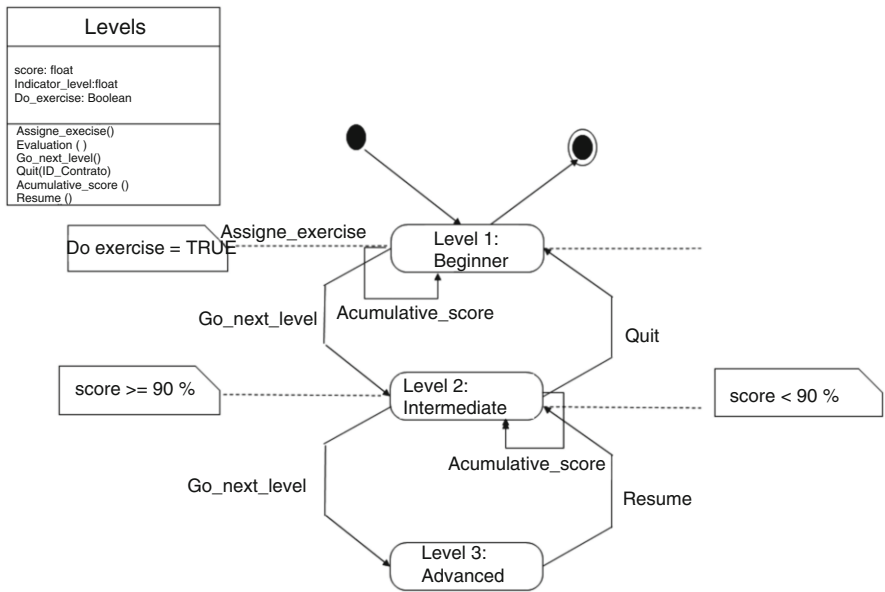 Levels
score: float
Indicator_level:float
Do_exercise: Boolean
Assigne_execise()
Evaluation ( )
Go_next_level()
Quit(ID_Contrato)
Acumulative_score ()
Resume ()
Assigne_exercise
Do exercise = TRUE
Level 1:
Beginner
Go_next_level
Acumulative_score
Quit
score >= 90 %
Level 2:
Intermediate
score < 90 %
Acumulative_score
Go_next_level
Resume
Level 3:
Advanced